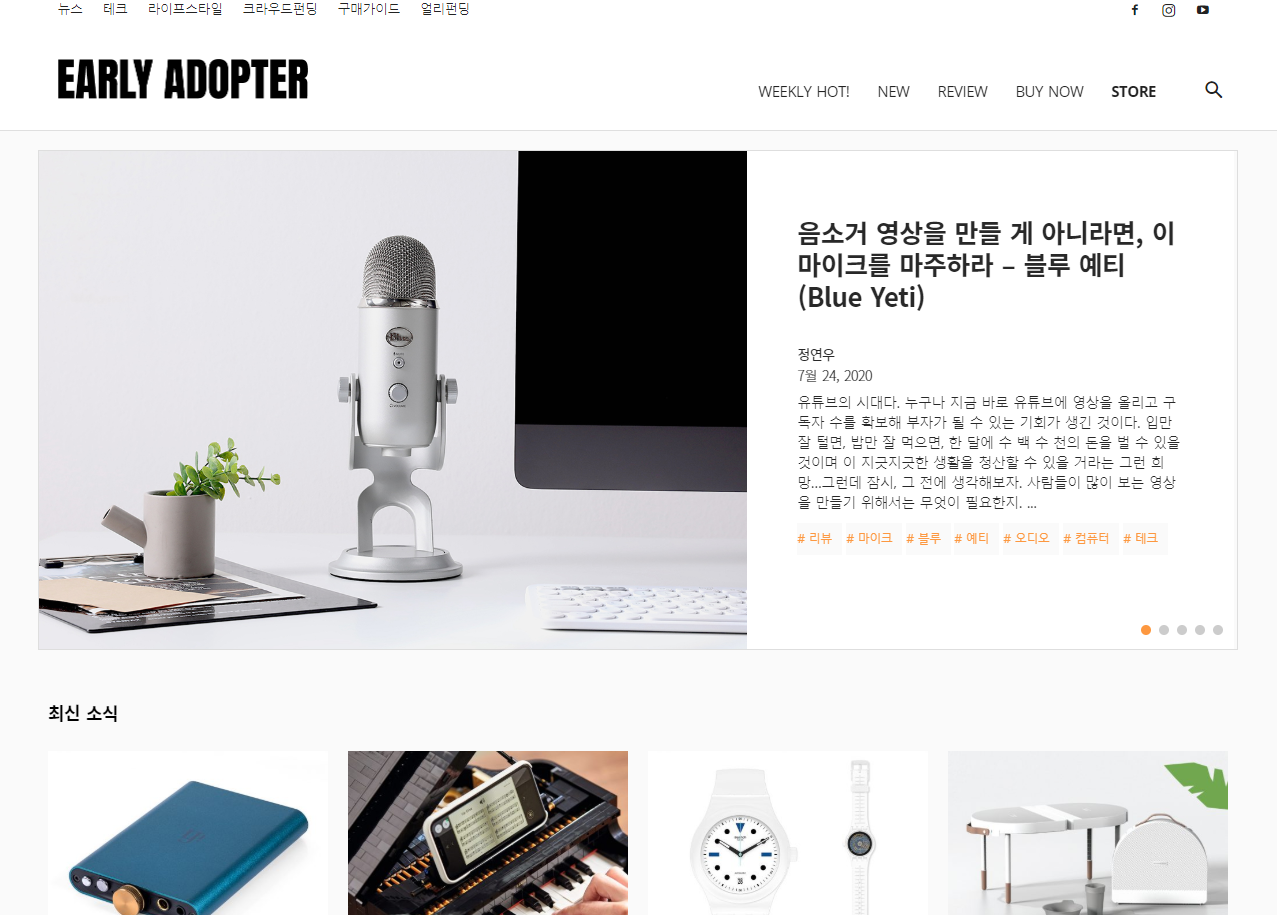 뉴스 테크 라이프스타일 크라우드펀딩 구매가이드 얼리펀딩
EARLY ADOPTER
WEEKLY HOT! NEW REVIEW BUY NOW STORE
음소거 영상을 만들 게 아니라면, 이
마이크를 마주하라 – 블루 예티
(Blue Yeti)
정연우
7월 24, 2020
유튜브의 시대다. 누구나 지금 바로 유튜브에 영상을 올리고 구
독자 수를 확보해 부자가 될 수 있는 기회가 생긴 것이다. 입만
잘 털면, 밥만 잘 먹으면, 한 달에 수 백 수 천의 돈을 벌 수 있을
것이며 이 지긋지긋한 생활을 청산할 수 있을 거라는 그런 희
망...그런데 잠시, 그 전에 생각해보자. 사람들이 많이 보는 영상
을 만들기 위해서는 무엇이 필요한지. ...
# 리뷰 # 마이크 # 블루 # 예티 # 오디오 # 컴퓨터 # 테크
최신 소식